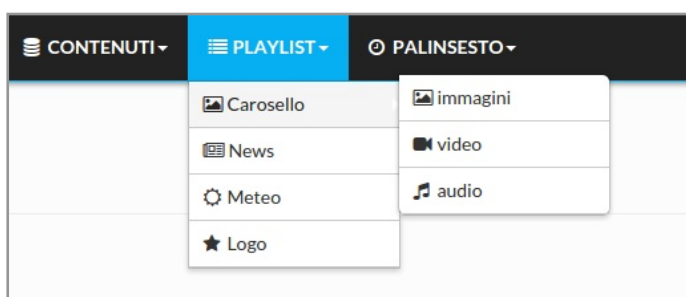 CONTENUTI
PLAYLIST
PALINSESTO
Carosello
News
Meteo
Logo
immagini
video
audio